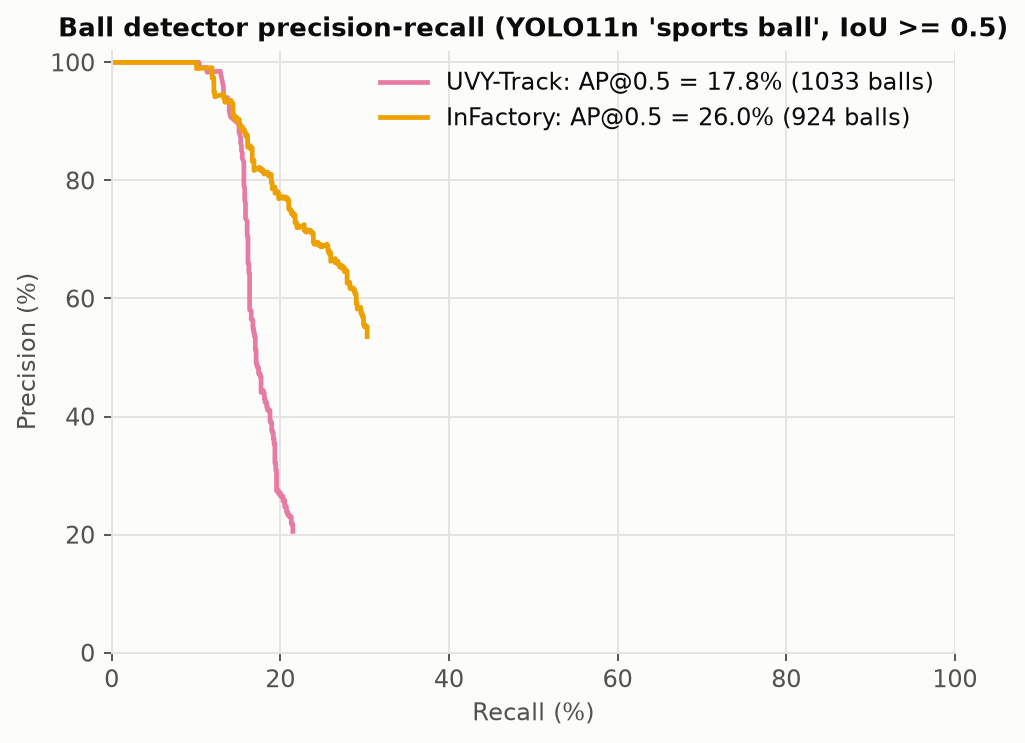 Ball detector precision-recall (YOLO11n 'sports ball', IoU >= 0.5)
UVY-Track: AP@0.5 = 17.8% (1033 balls)
InFactory: AP@0.5 = 26.0% (924 balls)
Precision (%)
100
80
60
40
20
0
0 20 40 60 80 100
Recall (%)